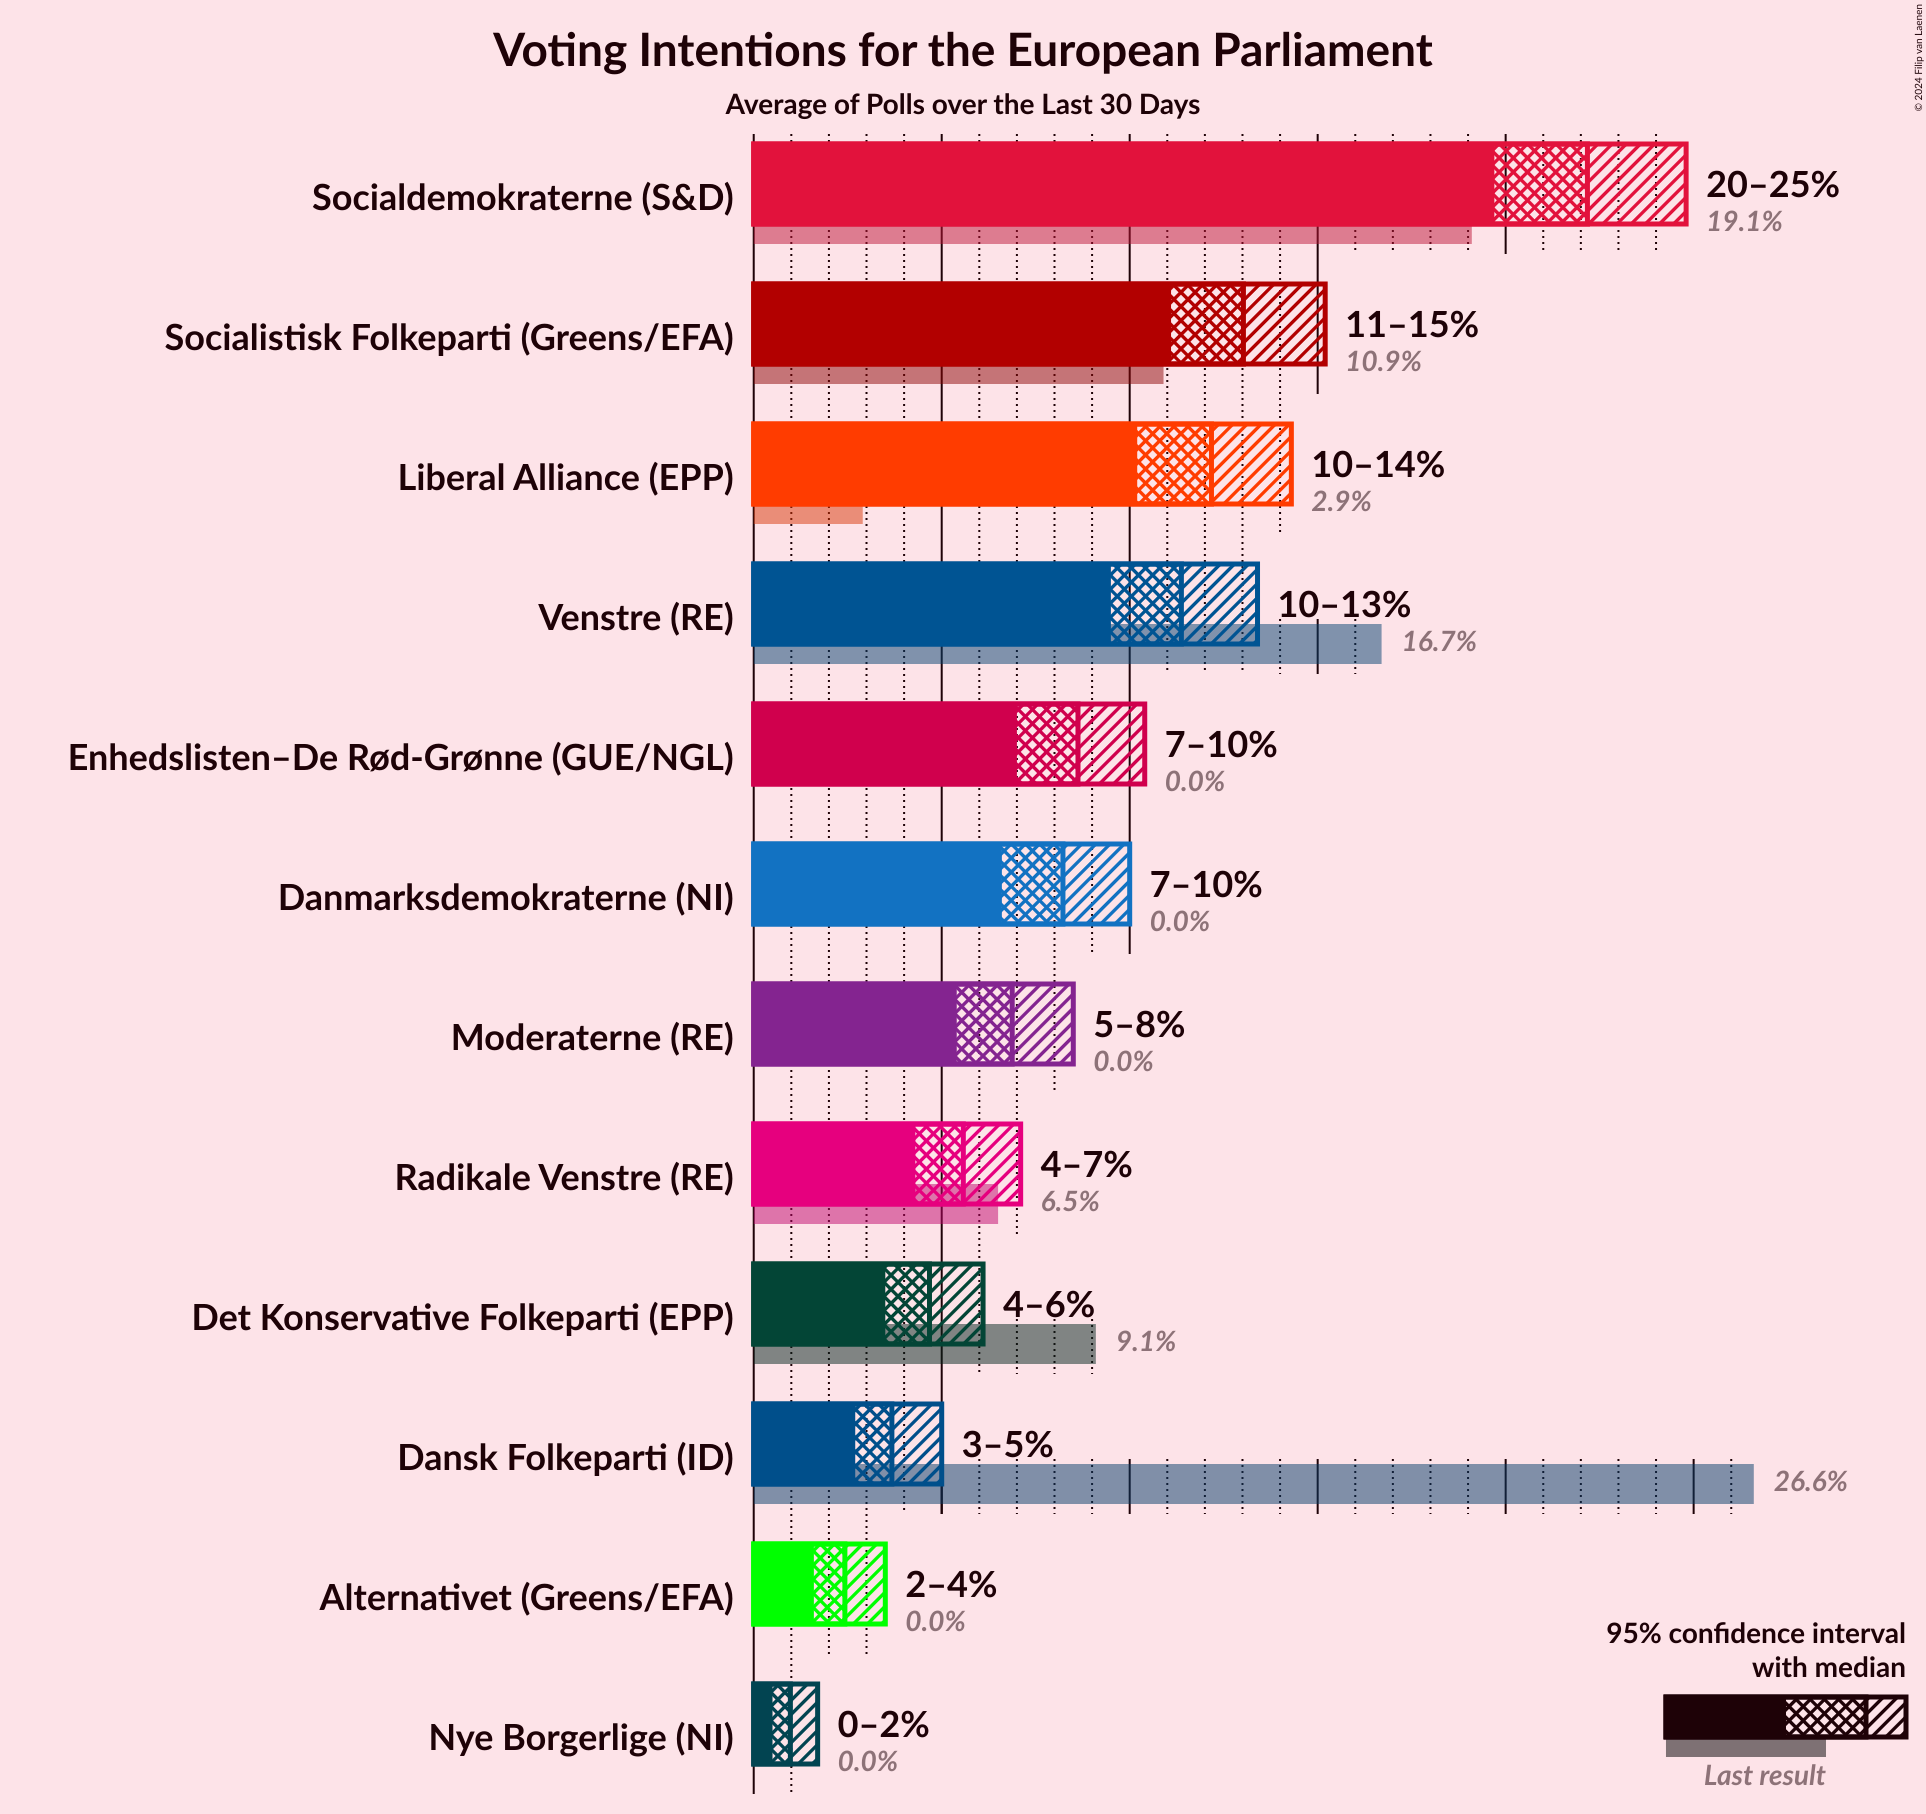 © 2024 Filip van Laenen
Voting Intentions for the European Parliament
Average of Polls over the Last 30 Days
Socialdemokraterne (S&D)
20–25%
19.1%
Socialistisk Folkeparti (Greens/EFA)
11–15%
10.9%
Liberal Alliance (EPP)
10–14%
2.9%
Venstre (RE)
10–13%
16.7%
Enhedslisten–De Rød-Grønne (GUE/NGL)
7–10%
0.0%
Danmarksdemokraterne (NI)
7–10%
0.0%
Moderaterne (RE)
5–8%
0.0%
Radikale Venstre (RE)
4–7%
6.5%
Det Konservative Folkeparti (EPP)
4–6%
9.1%
Dansk Folkeparti (ID)
3–5%
26.6%
Alternativet (Greens/EFA)
2–4%
0.0%
Nye Borgerlige (NI)
0–2%
0.0%
95% confidence interval
with median
Last result